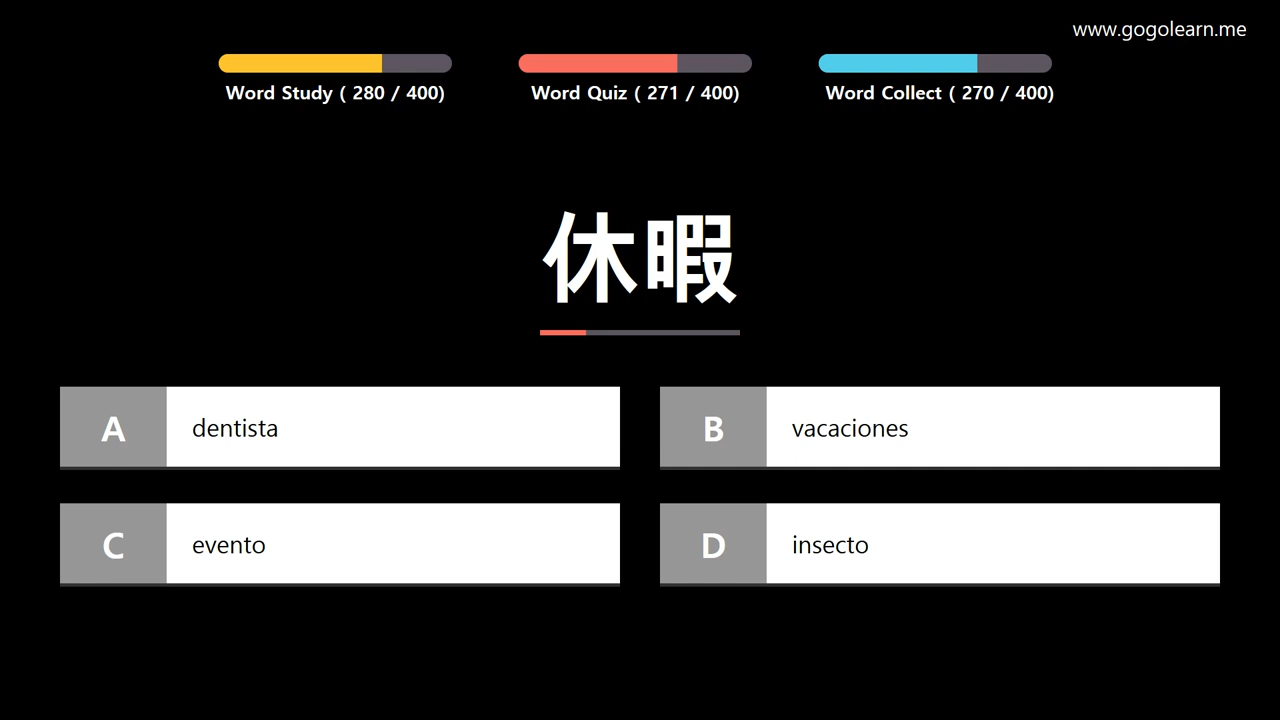 www.gogolearn.me
Word Study ( 280 / 400)
Word Quiz ( 271 / 400)
Word Collect ( 270 / 400)
休暇
A dentista
B vacaciones
C evento
D insecto